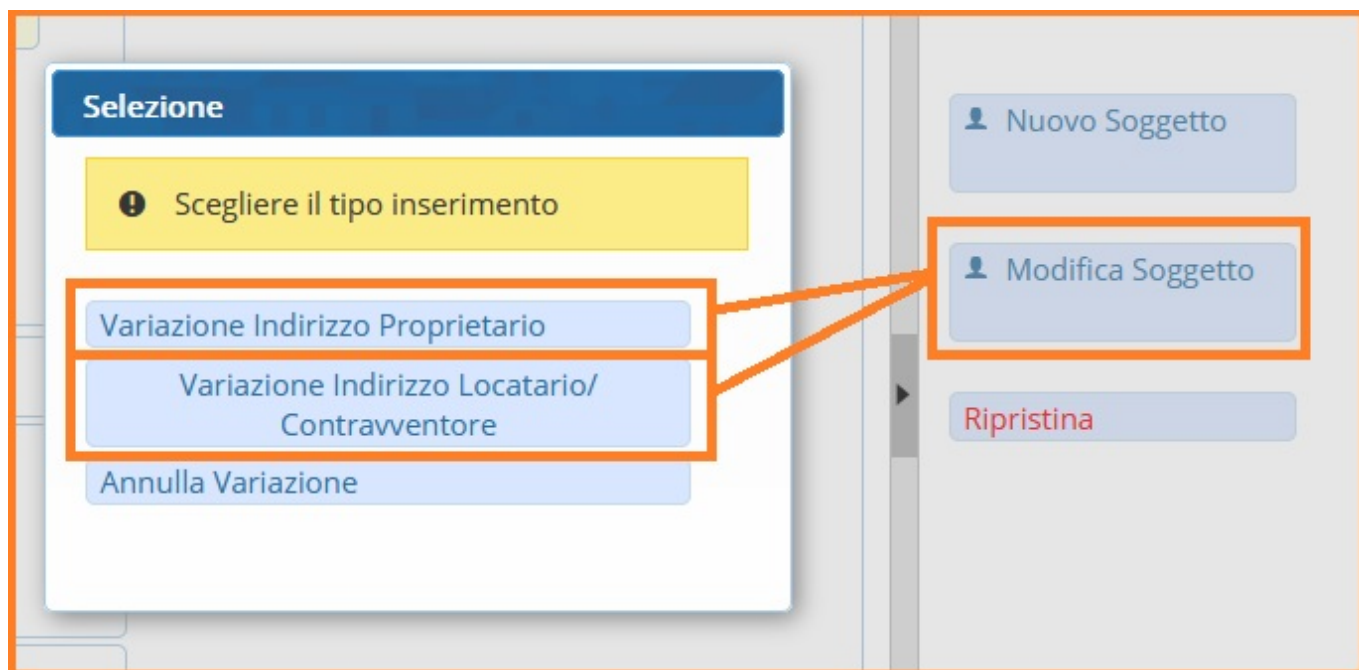 Selezione
Scegliere il tipo inserimento
Variazione Indirizzo Proprietario
Variazione Indirizzo Locatario/
Contravventore
Annulla Variazione
Nuovo Soggetto
Modifica Soggetto
Ripristina